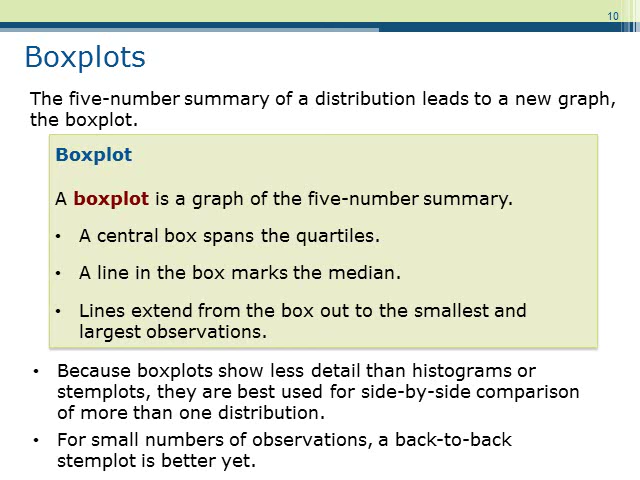 10
Boxplots
The five-number summary of a distribution leads to a new graph,
the boxplot.
Boxplot
A boxplot is a graph of the five-number summary.
• A central box spans the quartiles.
• A line in the box marks the median.
• Lines extend from the box out to the smallest and
largest observations.
• Because boxplots show less detail than histograms or
stemplots, they are best used for side-by-side comparison
of more than one distribution.
• For small numbers of observations, a back-to-back
stemplot is better yet.